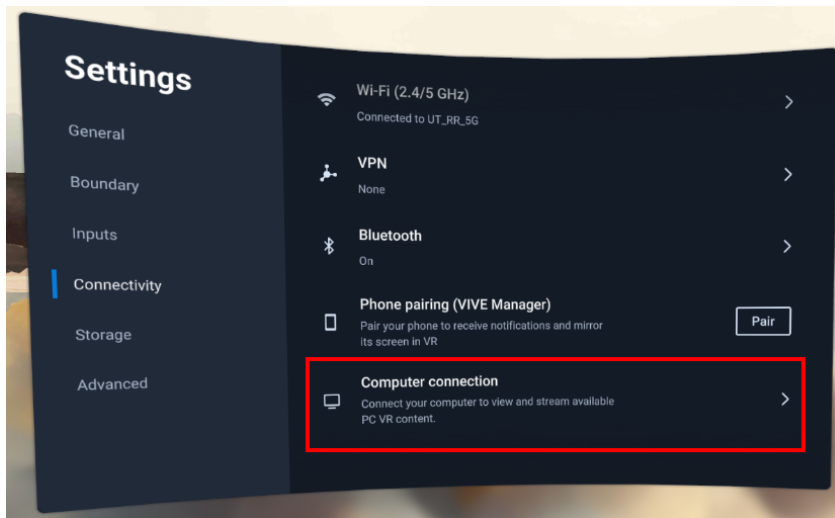 Settings
General
Boundary
Inputs
Connectivity
Storage
Advanced
Wi-Fi (2.4/5 GHz)
Connected to UT_RR_5G
VPN
None
Bluetooth
On
Phone pairing (VIVE Manager)
Pair your phone to receive notifications and mirror
its screen in VR
Pair
Computer connection
Connect your computer to view and stream available
PC VR content.